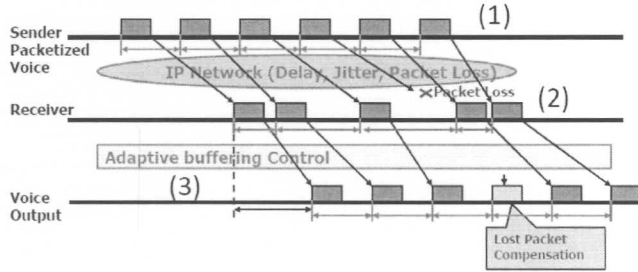 Sender
(1)
Packetized
Voice
IP Network (Delay, Jitter, Packet Loss)
Packet Loss
Receiver
(2)
Adaptive buffering Control
(3)
Voice
Output
Lost Packet
Compensation